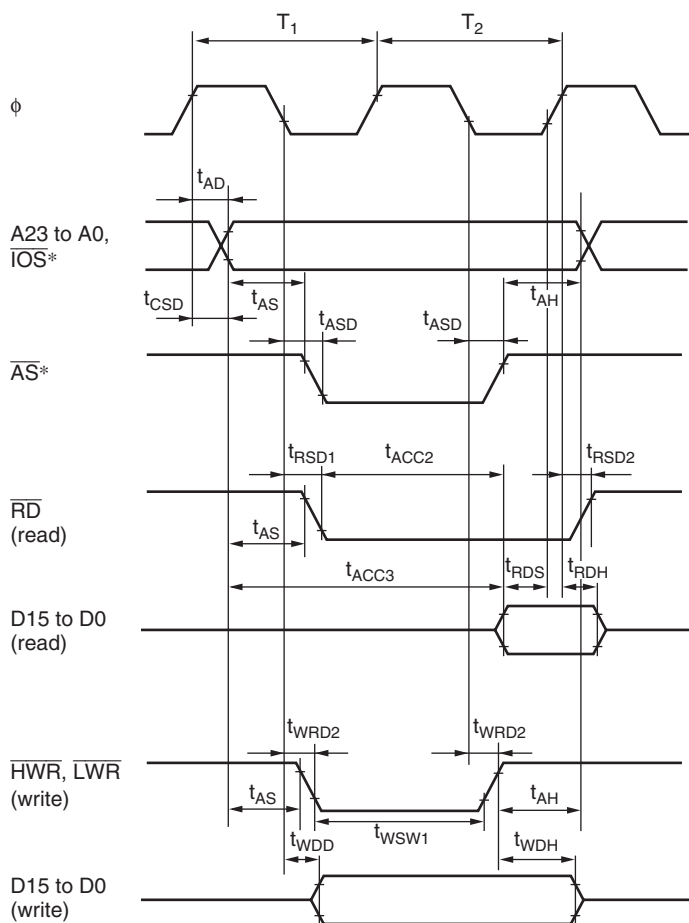 T1 T2
φ
tAD
A23 to A0,
IOS*
tCSD tAS tAH
tASD tASD
AS*
tRSD1 tACC2 tRSD2
RD
(read)
tAS
tACC3 tRDS tRDH
D15 to D0
(read)
tWRD2 tWRD2
HWR, LWR
(write)
tAS tAH
tWSW1
tWDD tWDH
D15 to D0
(write)